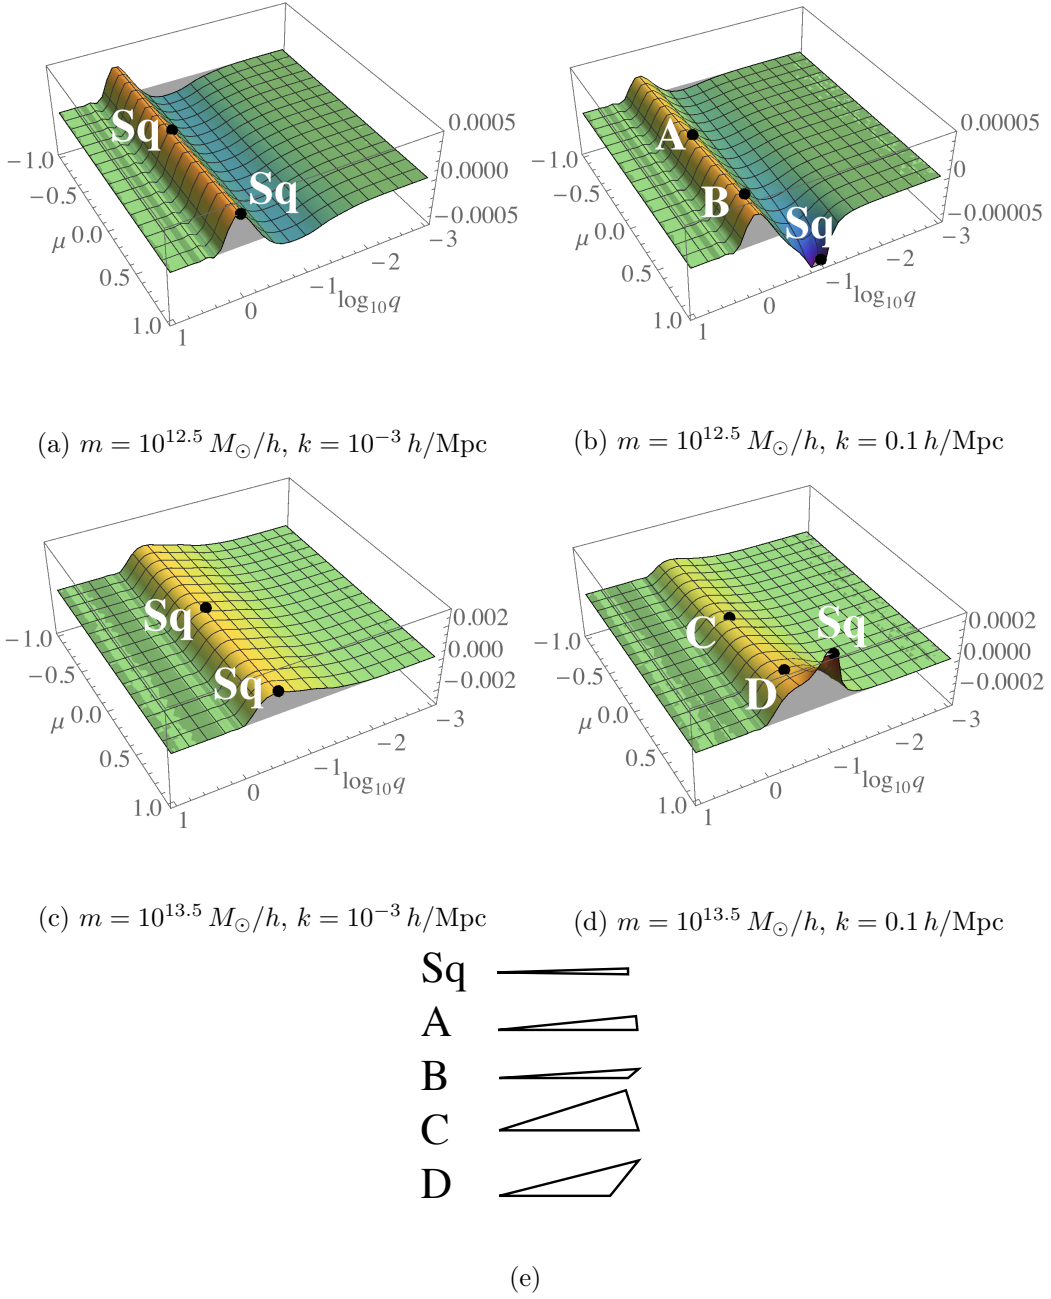 Sq
Sq
0.0005
0.0000
−0.0005
−1.0
−0.5
μ 0.0
0.5
1.0
1
0
−1
log₁₀q
−2
−3
A
B
Sq
0.00005
0
−0.00005
−1.0
−0.5
μ 0.0
0.5
1.0
1
0
−1
log₁₀q
−2
−3
(a) m = 10^{12.5} M_⊙/h, k = 10^{−3} h/Mpc
(b) m = 10^{12.5} M_⊙/h, k = 0.1 h/Mpc
Sq
Sq
0.002
0.000
−0.002
−1.0
−0.5
μ 0.0
0.5
1.0
1
0
−1
log₁₀q
−2
−3
C
D
Sq
0.0002
0.0000
−0.0002
−1.0
−0.5
μ 0.0
0.5
1.0
1
0
−1
log₁₀q
−2
−3
(c) m = 10^{13.5} M_⊙/h, k = 10^{−3} h/Mpc
(d) m = 10^{13.5} M_⊙/h, k = 0.1 h/Mpc
Sq
A
B
C
D
(e)